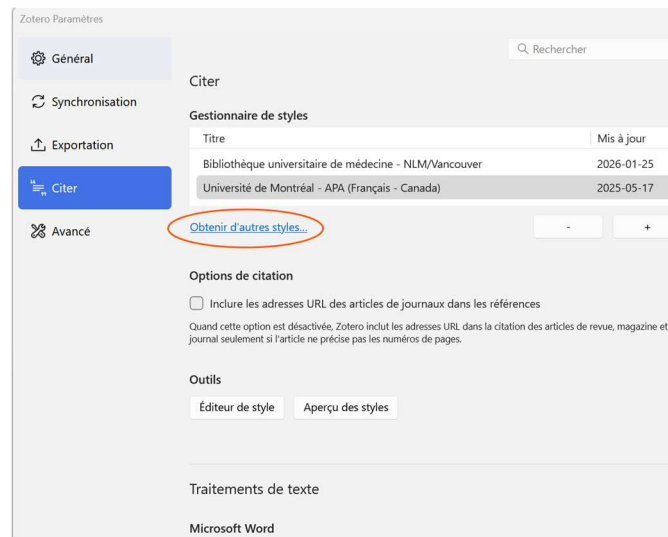 Zotero Paramètres
Rechercher
Général
Synchronisation
Exportation
Citer
Avancé
Citer
Gestionnaire de styles
Titre Mis à jour
Bibliothèque universitaire de médecine - NLM/Vancouver 2026-01-25
Université de Montréal - APA (Français - Canada) 2025-05-17
Obtenir d'autres styles... - +
Options de citation
Inclure les adresses URL des articles de journaux dans les références
Quand cette option est désactivée, Zotero inclut les adresses URL dans la citation des articles de revue, magazine et
journal seulement si l'article ne précise pas les numéros de pages.
Outils
Éditeur de style Aperçu des styles
Traitements de texte
Microsoft Word